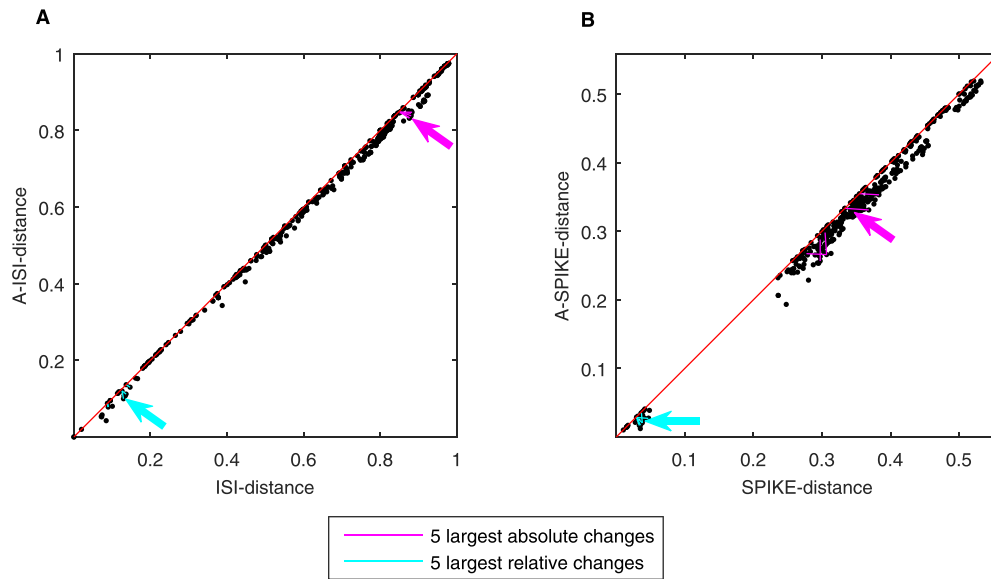 A
B
1
0.8
0.6
0.4
0.2
A-ISI-distance
0.2
0.4
0.6
0.8
1
ISI-distance
0.5
0.4
0.3
0.2
0.1
A-SPIKE-distance
0.1
0.2
0.3
0.4
0.5
SPIKE-distance
5 largest absolute changes
5 largest relative changes